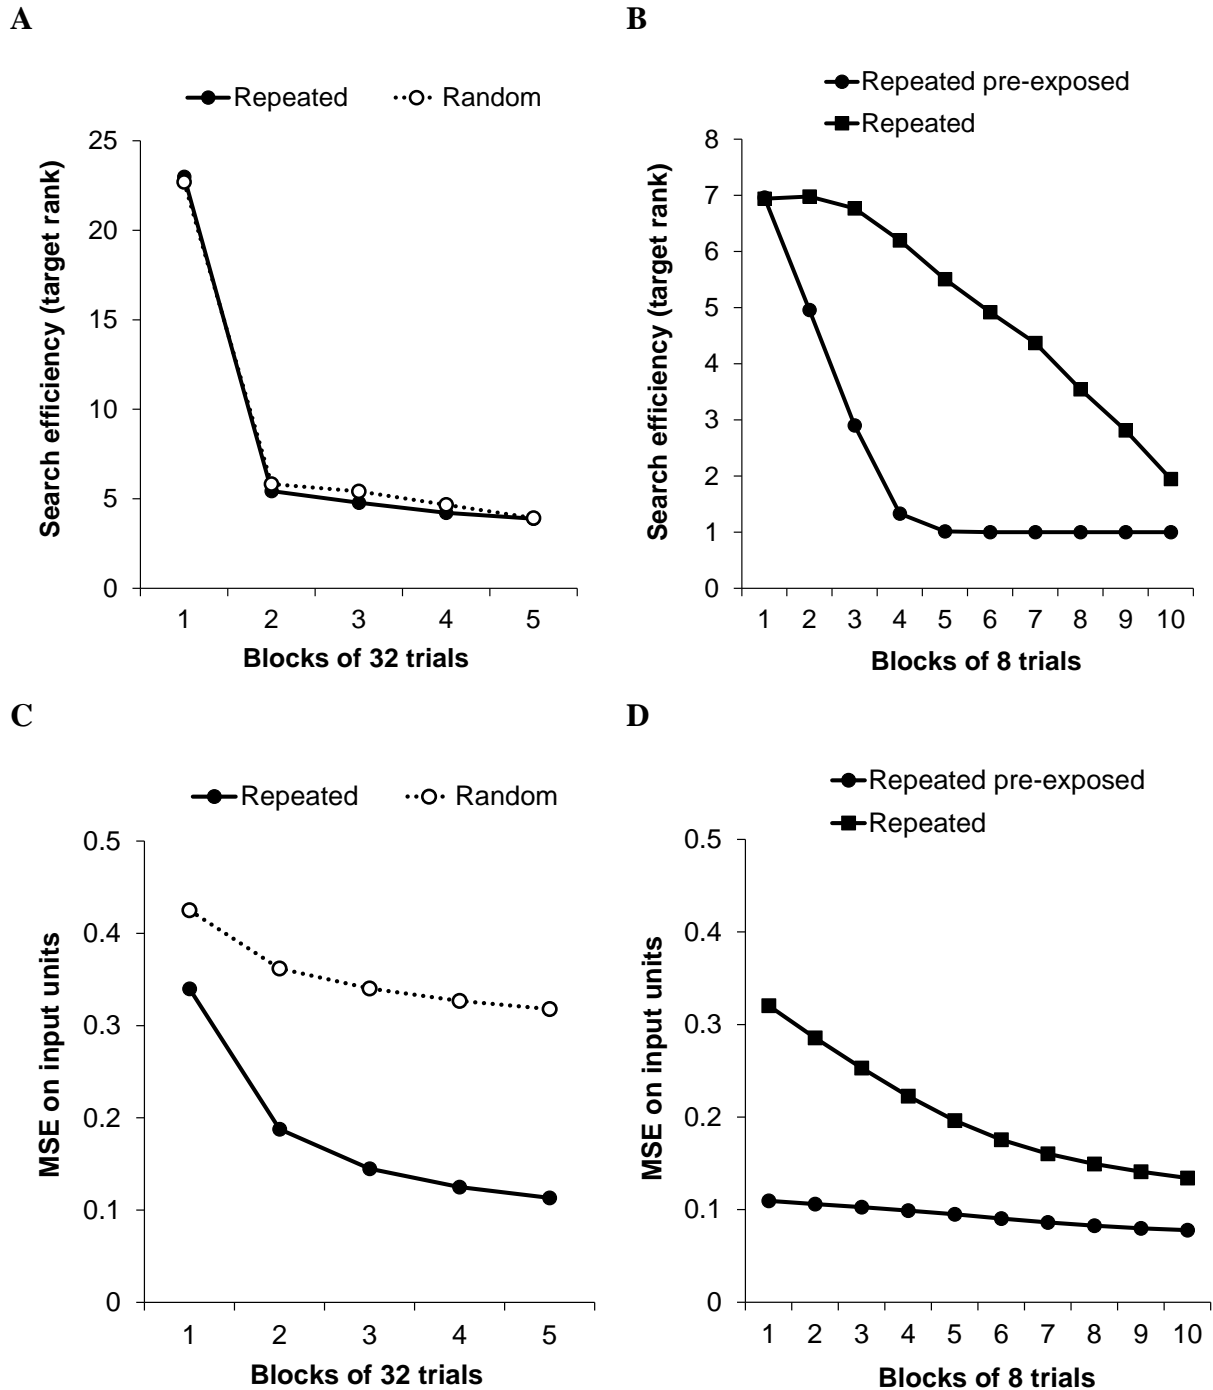 A
Repeated
Random
Search efficiency (target rank)
25
20
15
10
5
0
1 2 3 4 5
Blocks of 32 trials
B
Repeated pre-exposed
Repeated
Search efficiency (target rank)
8
7
6
5
4
3
2
1
0
1 2 3 4 5 6 7 8 9 10
Blocks of 8 trials
C
Repeated
Random
MSE on input units
0.5
0.4
0.3
0.2
0.1
0
1 2 3 4 5
Blocks of 32 trials
D
Repeated pre-exposed
Repeated
MSE on input units
0.5
0.4
0.3
0.2
0.1
0
1 2 3 4 5 6 7 8 9 10
Blocks of 8 trials